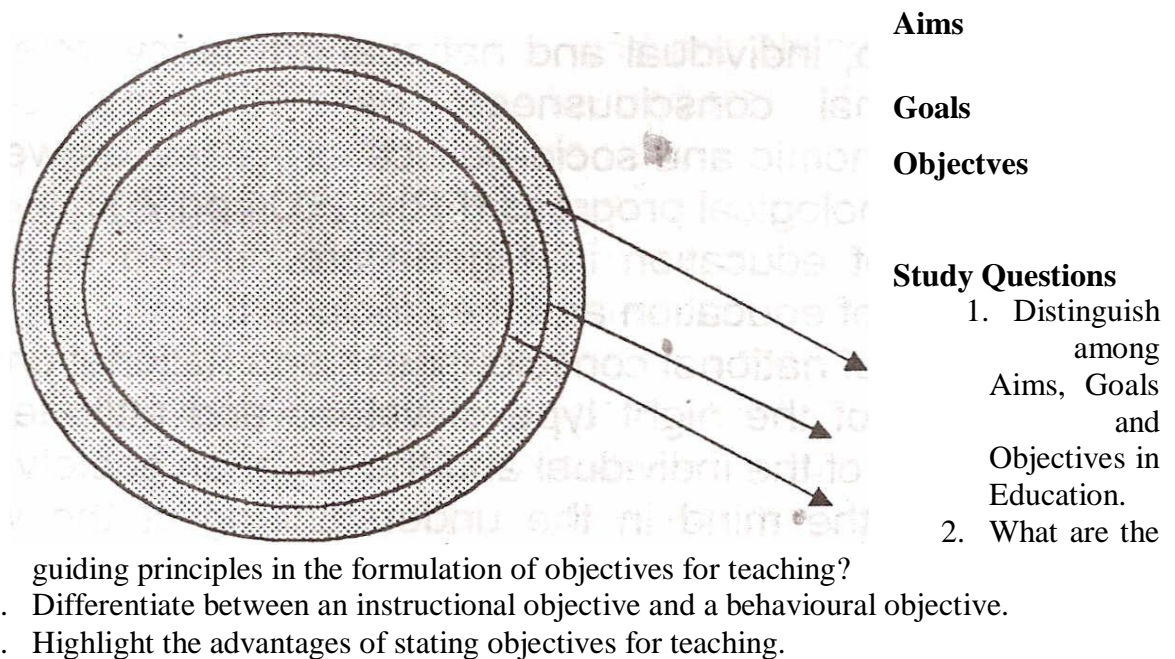 Aims
Goals
Objectves
Study Questions
1. Distinguish
among
Aims, Goals
and
Objectives in
Education.
2. What are the
guiding principles in the formulation of objectives for teaching?
. Differentiate between an instructional objective and a behavioural objective.
. Highlight the advantages of stating objectives for teaching.